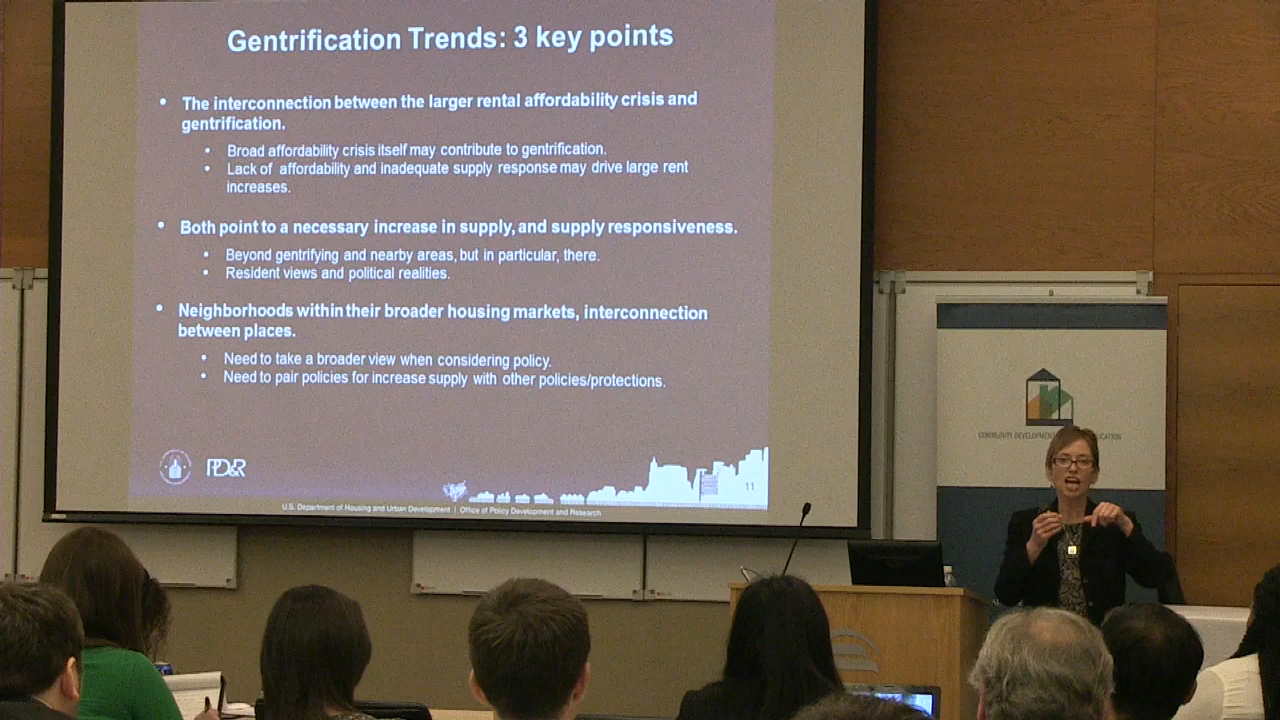 Gentrification Trends: 3 key points
• The interconnection between the larger rental affordability crisis and
gentrification.
• Broad affordability crisis itself may contribute to gentrification.
• Lack of affordability and inadequate supply response may drive large rent
increases.
• Both point to a necessary increase in supply, and supply responsiveness.
• Beyond gentrifying and nearby areas, but in particular, there.
• Resident views and political realities.
• Neighborhoods within their broader housing markets, interconnection
between places.
• Need to take a broader view when considering policy.
• Need to pair policies for increase supply with other policies/protections.
PD&R
11
U.S. Department of Housing and Urban Development | Office of Policy Development and Research
COMMUNITY DEVELOPMENT